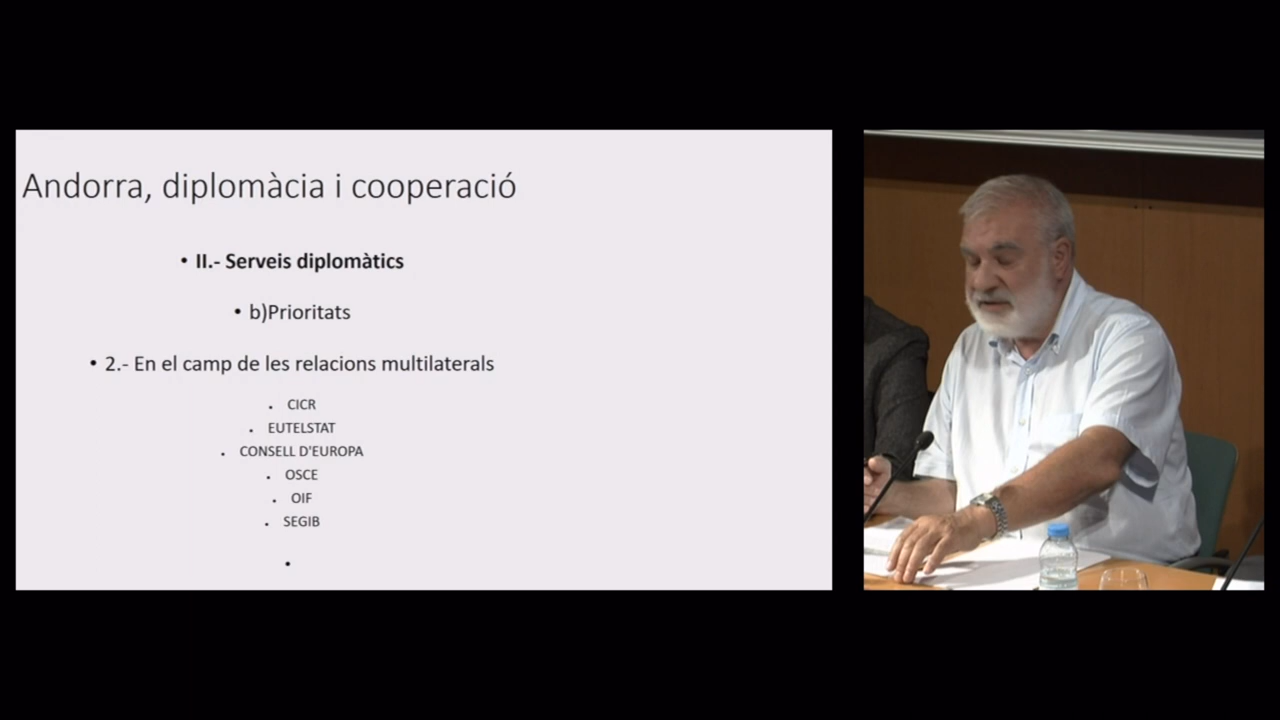 Andorra, diplomàcia i cooperació
• II.- Serveis diplomàtics
• b)Prioritats
• 2.- En el camp de les relacions multilaterals
• CICR
• EUTELSTAT
• CONSELL D'EUROPA
• OSCE
• OIF
• SEGIB
•